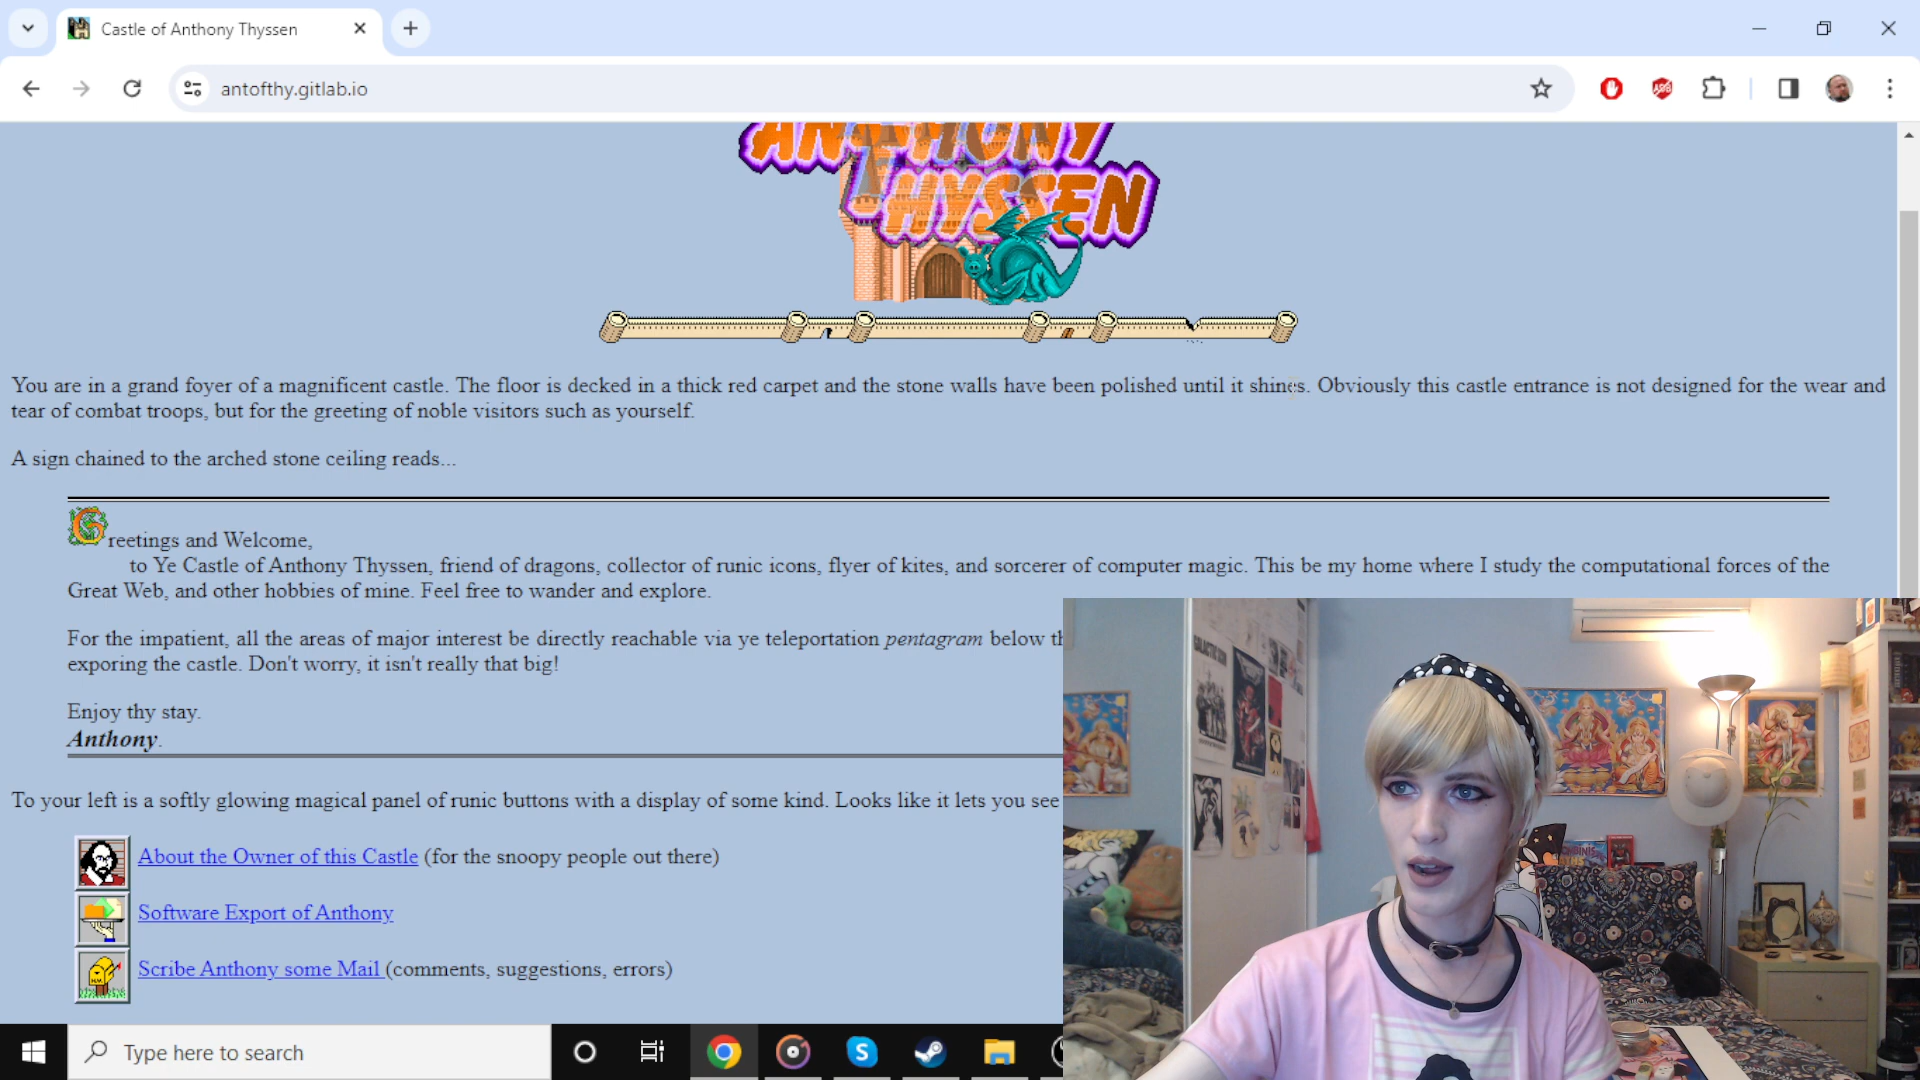 Castle of Anthony Thyssen
antofthy.gitlab.io
ANTHONY
THYSSEN
You are in a grand foyer of a magnificent castle. The floor is decked in a thick red carpet and the stone walls have been polished until it shines. Obviously this castle entrance is not designed for the wear and
tear of combat troops, but for the greeting of noble visitors such as yourself.
A sign chained to the arched stone ceiling reads...
Greetings and Welcome,
to Ye Castle of Anthony Thyssen, friend of dragons, collector of runic icons, flyer of kites, and sorcerer of computer magic. This be my home where I study the computational forces of the
Great Web, and other hobbies of mine. Feel free to wander and explore.
For the impatient, all the areas of major interest be directly reachable via ye teleportation pentagram below
exporing the castle. Don't worry, it isn't really that big!
Enjoy thy stay.
Anthony.
To your left is a softly glowing magical panel of runic buttons with a display of some kind. Looks like it lets you see
About the Owner of this Castle (for the snoopy people out there)
Software Export of Anthony
Scribe Anthony some Mail (comments, suggestions, errors)
Type here to search